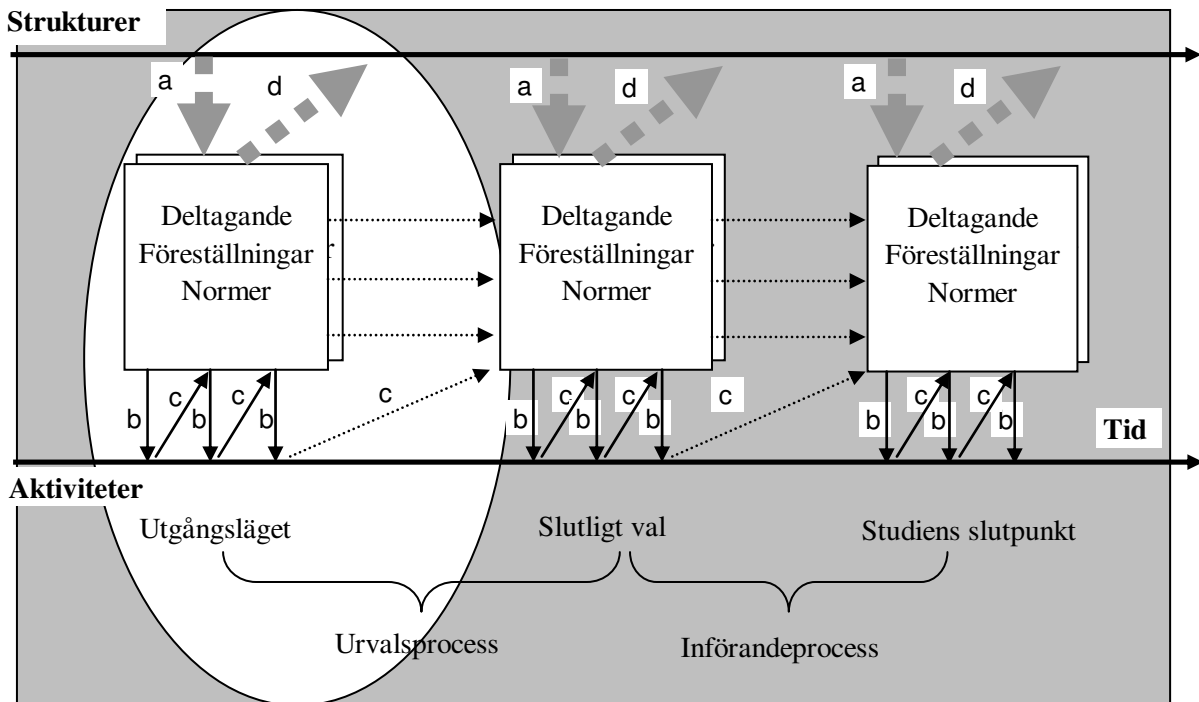 Strukturer
a
d
a
d
a
d
Deltagande
Föreställningar
Normer
r
Deltagande
Föreställningar
Normer
r
Deltagande
Föreställningar
Normer
b
c
b
c
b
c
b
c
b
c
b
c
b
c
b
c
b
Tid
Aktiviteter
Utgångsläget
Slutligt val
Studiens slutpunkt
Urvalsprocess
Införandeprocess